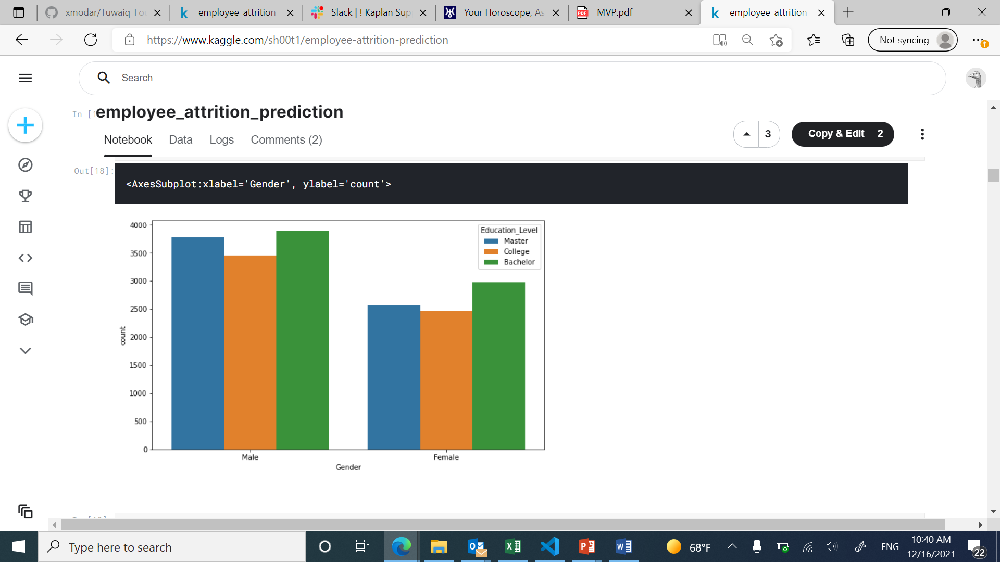 xmodar/Tuwaiq_Fou
employee_attrition_
Slack | ! Kaplan Sup
Your Horoscope, As
MVP.pdf
employee_attrition_
https://www.kaggle.com/sh00t1/employee-attrition-prediction
Not syncing
Search
In [1
employee_attrition_prediction
Notebook
Data
Logs
Comments (2)
3
Copy & Edit
2
Out[18]:
<AxesSubplot:xlabel='Gender', ylabel='count'>
4000
3500
3000
2500
2000
1500
1000
500
0
count
Education_Level
Master
College
Bachelor
Male
Female
Gender
Type here to search
68°F
ENG
10:40 AM
12/16/2021
22